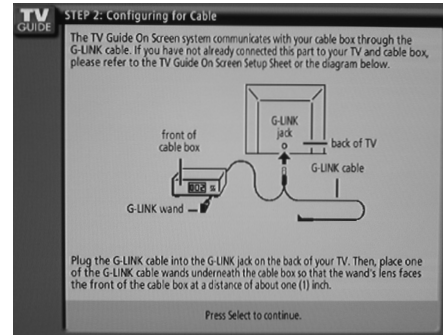 TV
GUIDE
STEP 2: Configuring for Cable
The TV Guide On Screen system communicates with your cable box through the
G-LINK cable. If you have not already connected this part to your TV and cable box,
please refer to the TV Guide On Screen Setup Sheet or the diagram below.
G-LINK
jack
front of
cable box
back of TV
G-LINK cable
G-LINK wand
Plug the G-LINK cable into the G-LINK jack on the back of your TV. Then, place one
of the G-LINK cable wands underneath the cable box so that the wand's lens faces
the front of the cable box at a distance of about one (1) inch.
Press Select to continue.